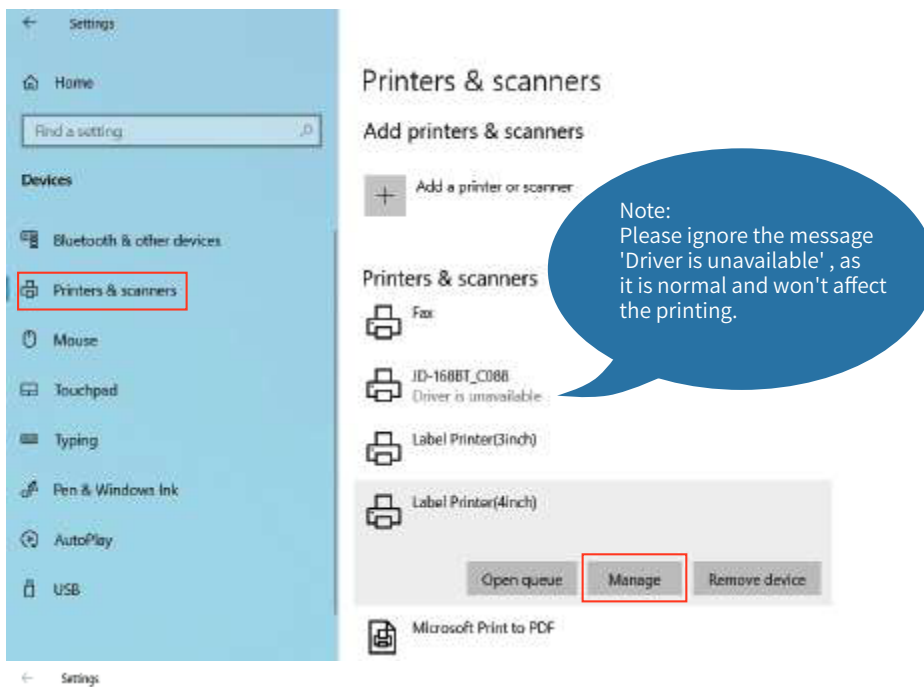 Settings
Home
Find a setting
Devices
Bluetooth & other devices
Printers & scanners
Mouse
Touchpad
Typing
Pen & Windows Ink
AutoPlay
USB
Printers & scanners
Add printers & scanners
Add a printer or scanner
Printers & scanners
Fax
JD-168BT_C088
Driver is unavailable
Label Printer(3inch)
Label Printer(4inch)
Open queue
Manage
Remove device
Microsoft Print to PDF
Note:
Please ignore the message
'Driver is unavailable' , as
it is normal and won't affect
the printing.
Settings